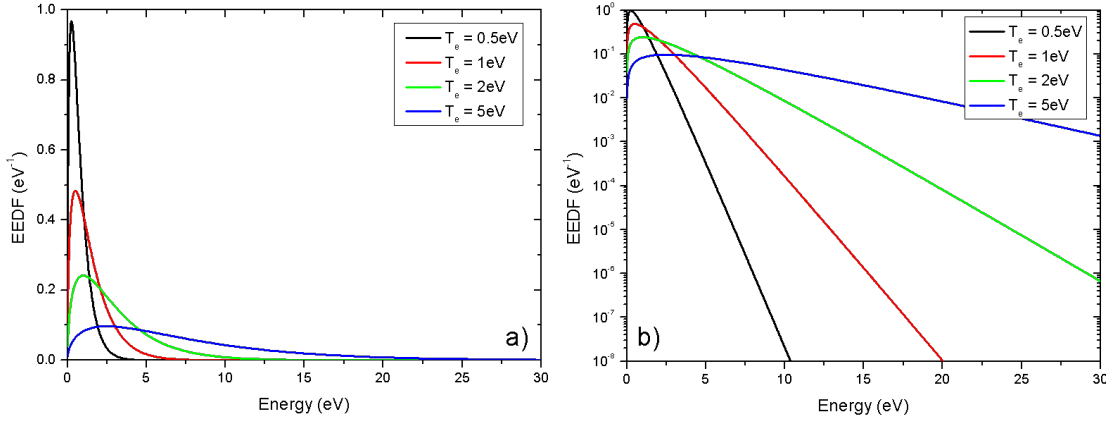 1.0
0.8
0.6
0.4
0.2
0.0
EEDF (eV⁻¹)
0 5 10 15 20 25 30
Energy (eV)
Tₑ = 0.5eV
Tₑ = 1eV
Tₑ = 2eV
Tₑ = 5eV
a)
10⁰
10⁻¹
10⁻²
10⁻³
10⁻⁴
10⁻⁵
10⁻⁶
10⁻⁷
10⁻⁸
EEDF (eV⁻¹)
0 5 10 15 20 25 30
Energy (eV)
Tₑ = 0.5eV
Tₑ = 1eV
Tₑ = 2eV
Tₑ = 5eV
b)